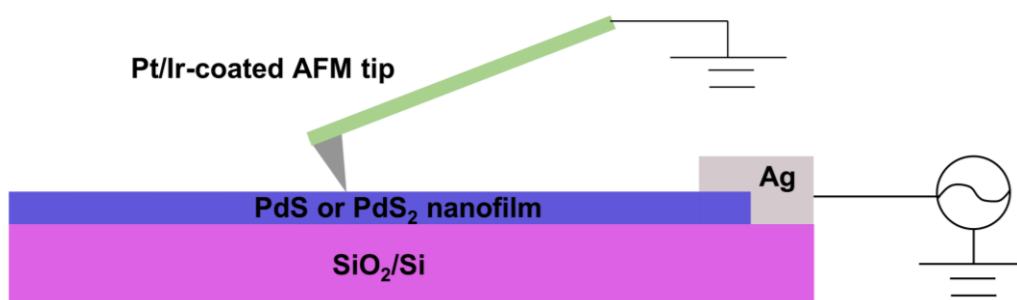 Pt/Ir-coated AFM tip
Ag
PdS or PdS₂ nanofilm
SiO₂/Si